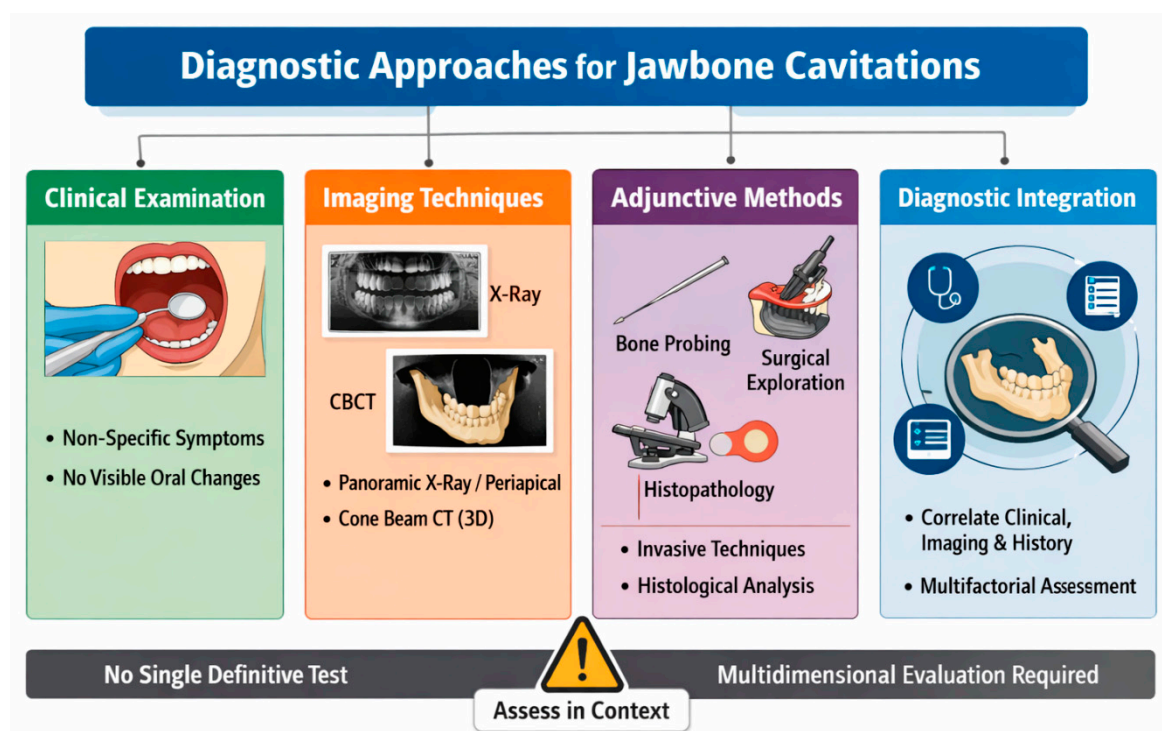 Diagnostic Approaches for Jawbone Cavitations
Clinical Examination
• Non-Specific Symptoms
• No Visible Oral Changes
Imaging Techniques
X-Ray
CBCT
• Panoramic X-Ray / Periapical
• Cone Beam CT (3D)
Adjunctive Methods
Bone Probing
Surgical
Exploration
Histopathology
• Invasive Techniques
• Histological Analysis
Diagnostic Integration
• Correlate Clinical,
Imaging & History
• Multifactorial Assessment
No Single Definitive Test
Multidimensional Evaluation Required
Assess in Context